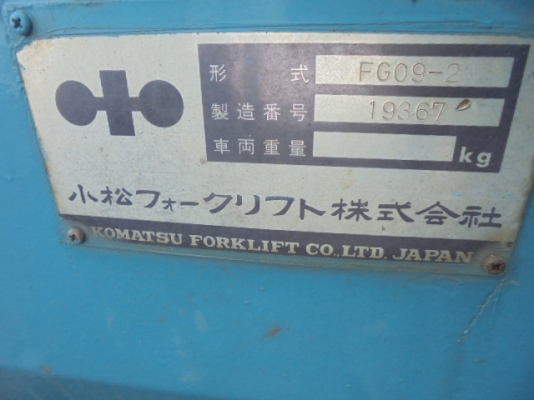 形式 FG09-2
製造番号 19367
車両重量 kg
小松フォークリフト株式会社
KOMATSU FORKLIFT CO.,LTD. JAPAN